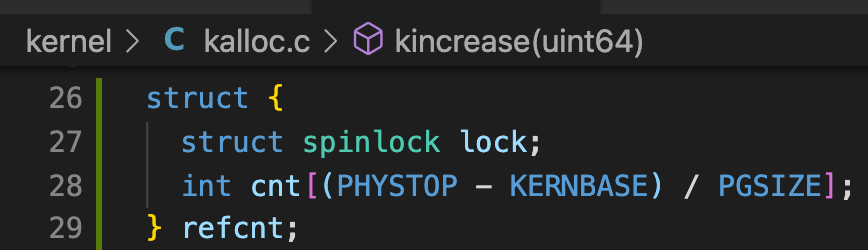 kernel > C kalloc.c > kincrease(uint64)
26 struct {
27 struct spinlock lock;
28 int cnt[(PHYSTOP - KERNBASE) / PGSIZE];
29 } refcnt;